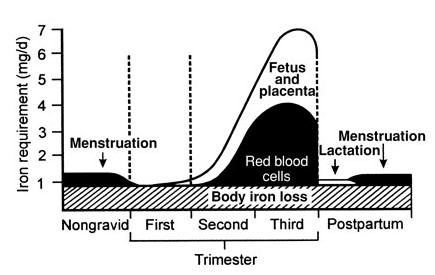 Iron requirement (mg/d)
7
6
5
4
3
2
1
Menstruation
Fetus
and
placenta
Red blood
cells
Menstruation
Lactation
Body iron loss
Nongravid
First
Second
Third
Postpartum
Trimester